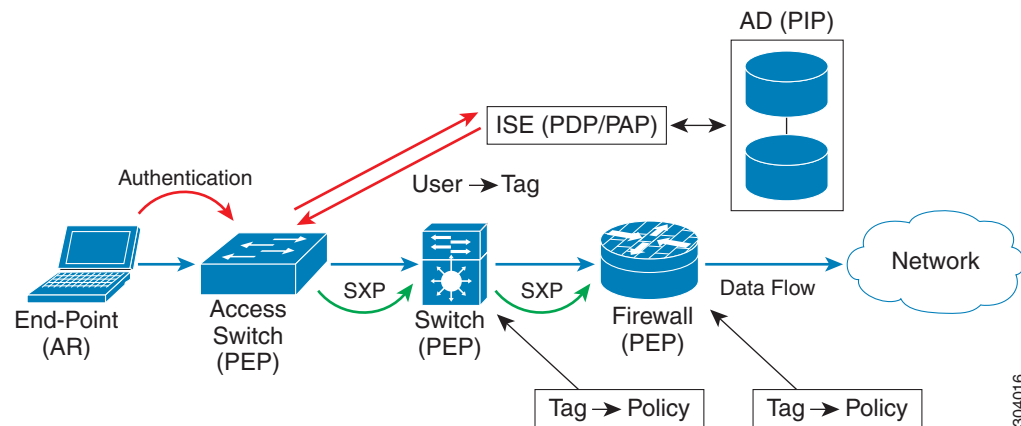 AD (PIP)
ISE (PDP/PAP)
Authentication
User → Tag
SXP
SXP
Data Flow
Network
End-Point
(AR)
Access
Switch
(PEP)
Switch
(PEP)
Firewall
(PEP)
Tag → Policy
Tag → Policy
304016